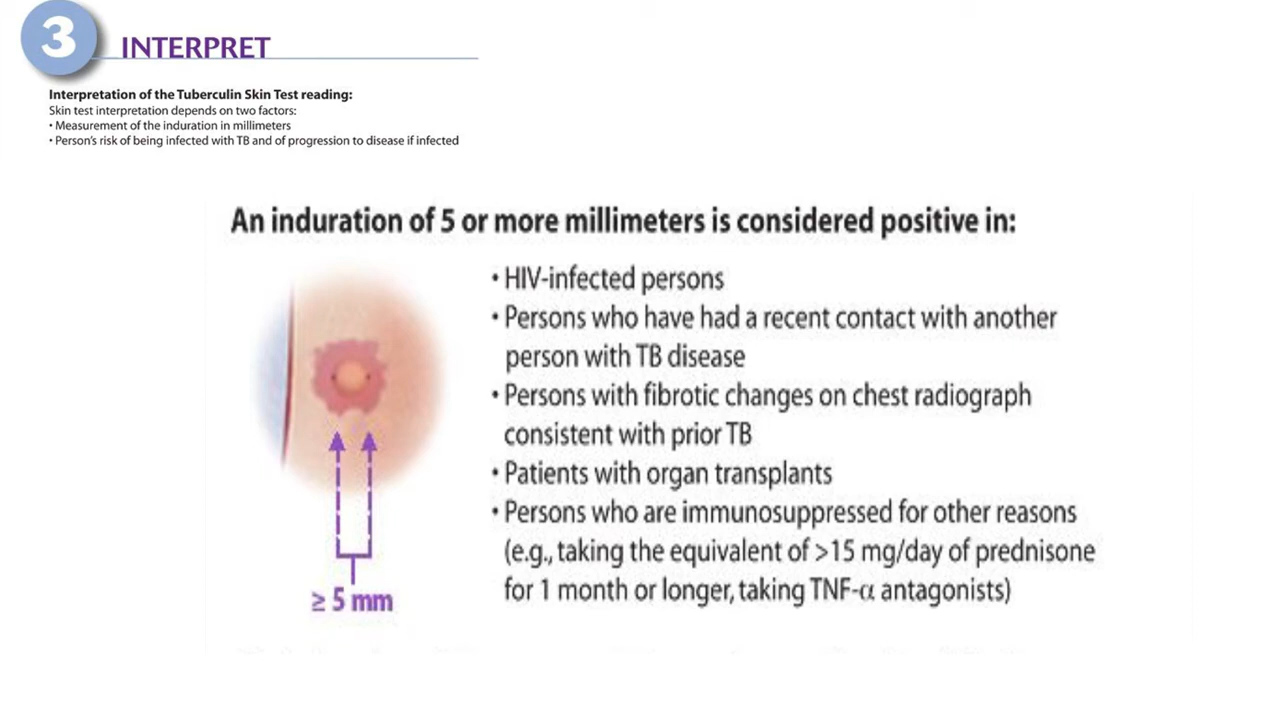 3
INTERPRET
Interpretation of the Tuberculin Skin Test reading:
Skin test interpretation depends on two factors:
• Measurement of the induration in millimeters
• Person's risk of being infected with TB and of progression to disease if infected
An induration of 5 or more millimeters is considered positive in:
• HIV-infected persons
• Persons who have had a recent contact with another
person with TB disease
• Persons with fibrotic changes on chest radiograph
consistent with prior TB
• Patients with organ transplants
• Persons who are immunosuppressed for other reasons
(e.g., taking the equivalent of >15 mg/day of prednisone
for 1 month or longer, taking TNF-α antagonists)
≥ 5 mm